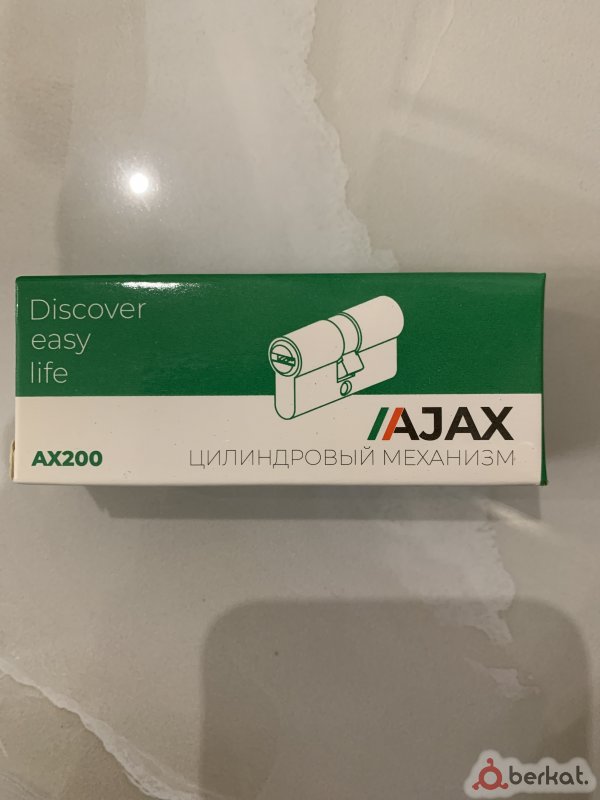 Discover
easy
life
AJAX
AX200
ЦИЛИНДРОВЫЙ МЕХАНИЗМ
berkat.